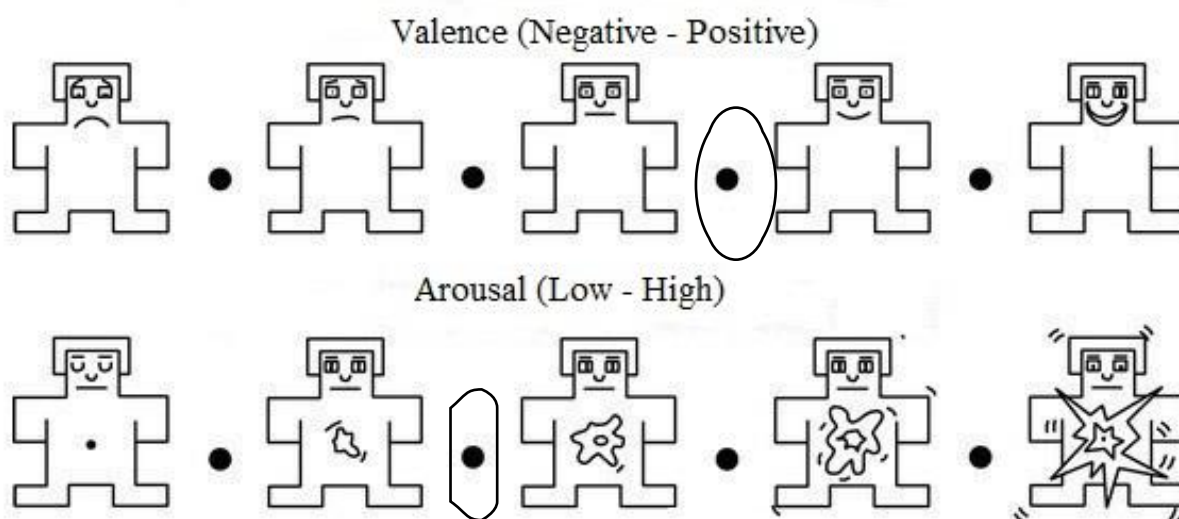 Valence (Negative - Positive)
Arousal (Low - High)